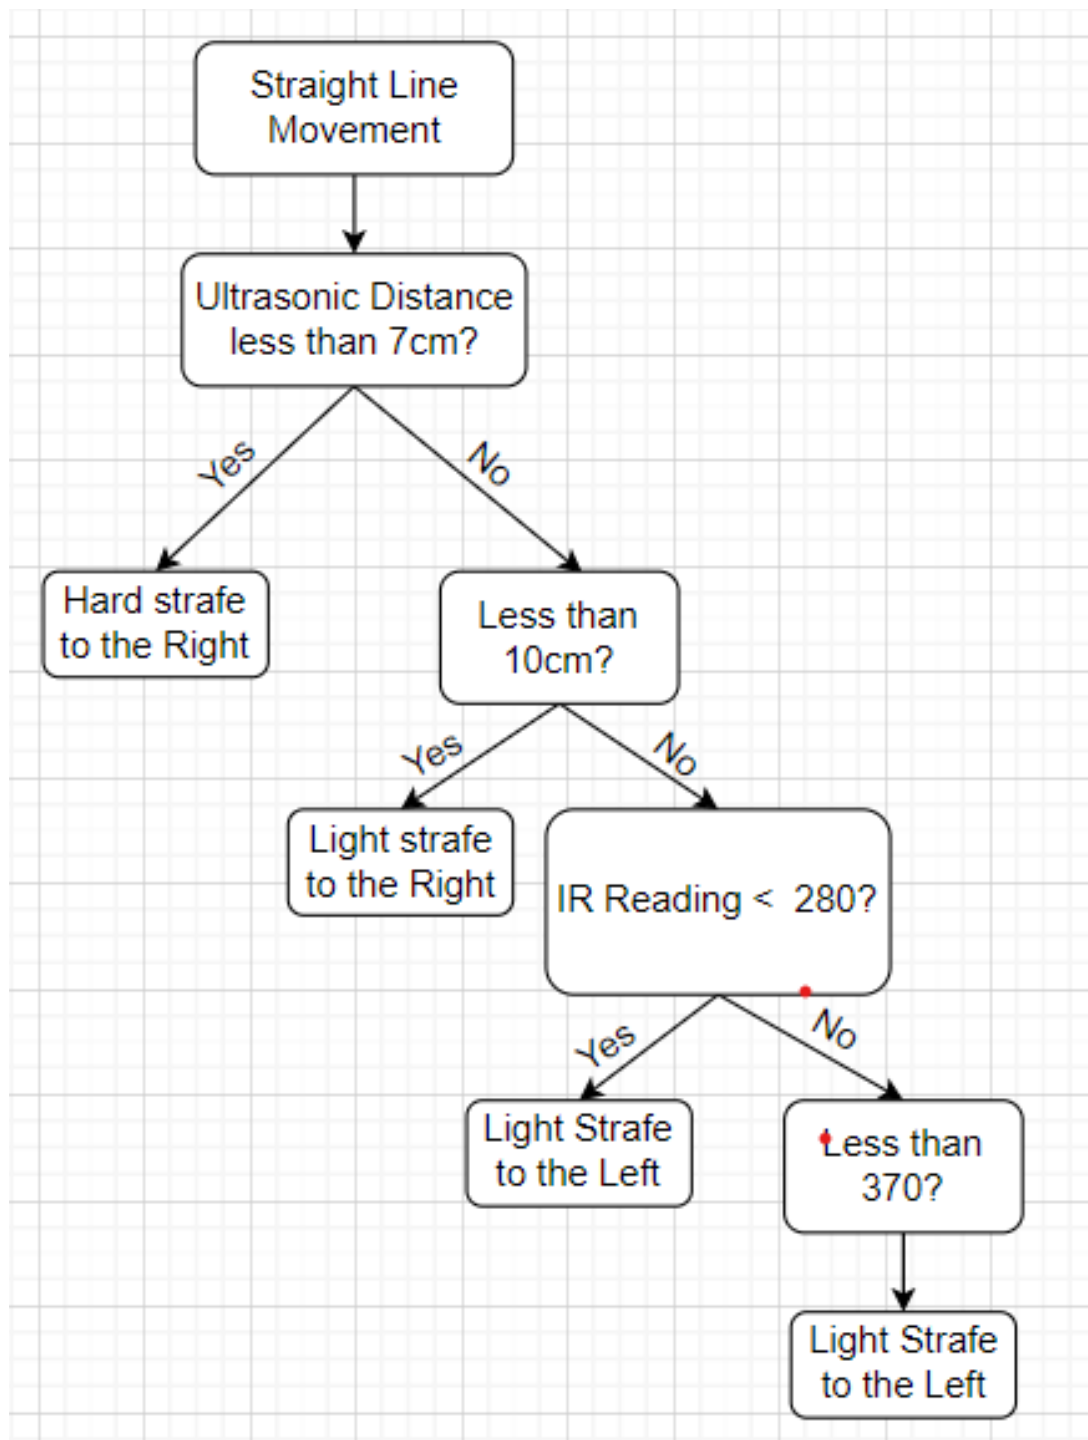 Straight Line
Movement
Ultrasonic Distance
less than 7cm?
Yes
No
Hard strafe
to the Right
Less than
10cm?
Yes
No
Light strafe
to the Right
IR Reading <  280?
Yes
No
Light Strafe
to the Left
Less than
370?
Light Strafe
to the Left